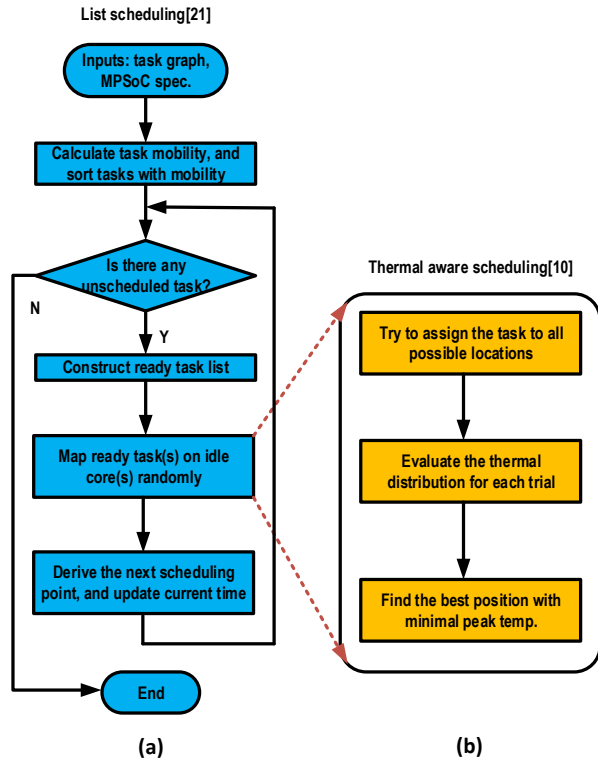 List scheduling[21]
Inputs: task graph,
MPSoC spec.
Calculate task mobility, and
sort tasks with mobility
Is there any
unscheduled task?
N
Y
Construct ready task list
Map ready task(s) on idle
core(s) randomly
Derive the next scheduling
point, and update current time
End
(a)
Thermal aware scheduling[10]
Try to assign the task to all
possible locations
Evaluate the thermal
distribution for each trial
Find the best position with
minimal peak temp.
(b)